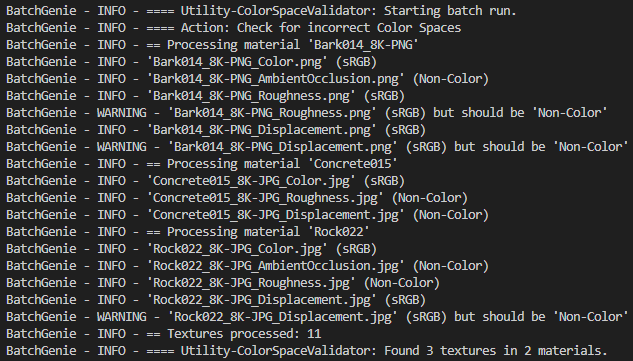 BatchGenie - INFO - ==== Utility-ColorSpaceValidator: Starting batch run.
BatchGenie - INFO - ==== Action: Check for incorrect Color Spaces
BatchGenie - INFO - == Processing material 'Bark014_8K-PNG'
BatchGenie - INFO - 'Bark014_8K-PNG_Color.png' (sRGB)
BatchGenie - INFO - 'Bark014_8K-PNG_AmbientOcclusion.png' (Non-Color)
BatchGenie - INFO - 'Bark014_8K-PNG_Roughness.png' (sRGB)
BatchGenie - WARNING - 'Bark014_8K-PNG_Roughness.png' (sRGB) but should be 'Non-Color'
BatchGenie - INFO - 'Bark014_8K-PNG_Displacement.png' (sRGB)
BatchGenie - WARNING - 'Bark014_8K-PNG_Displacement.png' (sRGB) but should be 'Non-Color'
BatchGenie - INFO - == Processing material 'Concrete015'
BatchGenie - INFO - 'Concrete015_8K-JPG_Color.jpg' (sRGB)
BatchGenie - INFO - 'Concrete015_8K-JPG_Roughness.jpg' (Non-Color)
BatchGenie - INFO - 'Concrete015_8K-JPG_Displacement.jpg' (Non-Color)
BatchGenie - INFO - == Processing material 'Rock022'
BatchGenie - INFO - 'Rock022_8K-JPG_Color.jpg' (sRGB)
BatchGenie - INFO - 'Rock022_8K-JPG_AmbientOcclusion.jpg' (Non-Color)
BatchGenie - INFO - 'Rock022_8K-JPG_Roughness.jpg' (Non-Color)
BatchGenie - INFO - 'Rock022_8K-JPG_Displacement.jpg' (sRGB)
BatchGenie - WARNING - 'Rock022_8K-JPG_Displacement.jpg' (sRGB) but should be 'Non-Color'
BatchGenie - INFO - == Textures processed: 11
BatchGenie - INFO - ==== Utility-ColorSpaceValidator: Found 3 textures in 2 materials.